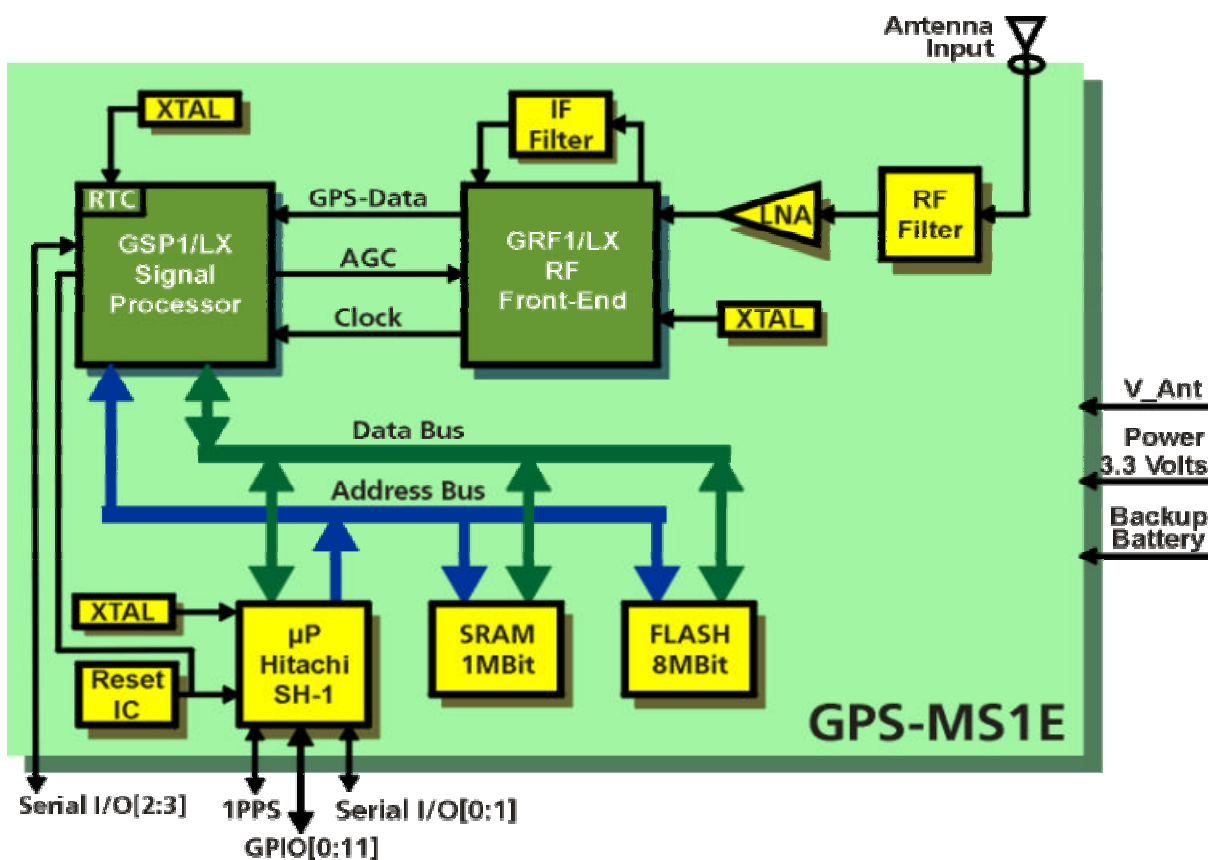 Antenna
Input
XTAL
IF
Filter
RTC
GSP1/LX
Signal
Processor
GPS-Data
AGC
Clock
GRF1/LX
RF
Front-End
LNA
RF
Filter
XTAL
V_Ant
Power
3.3 Volts
Backup
Battery
Data Bus
Address Bus
XTAL
Reset
IC
µP
Hitachi
SH-1
SRAM
1MBit
FLASH
8MBit
GPS-MS1E
Serial I/O[2:3]
1PPS
Serial I/O[0:1]
GPIO[0:11]